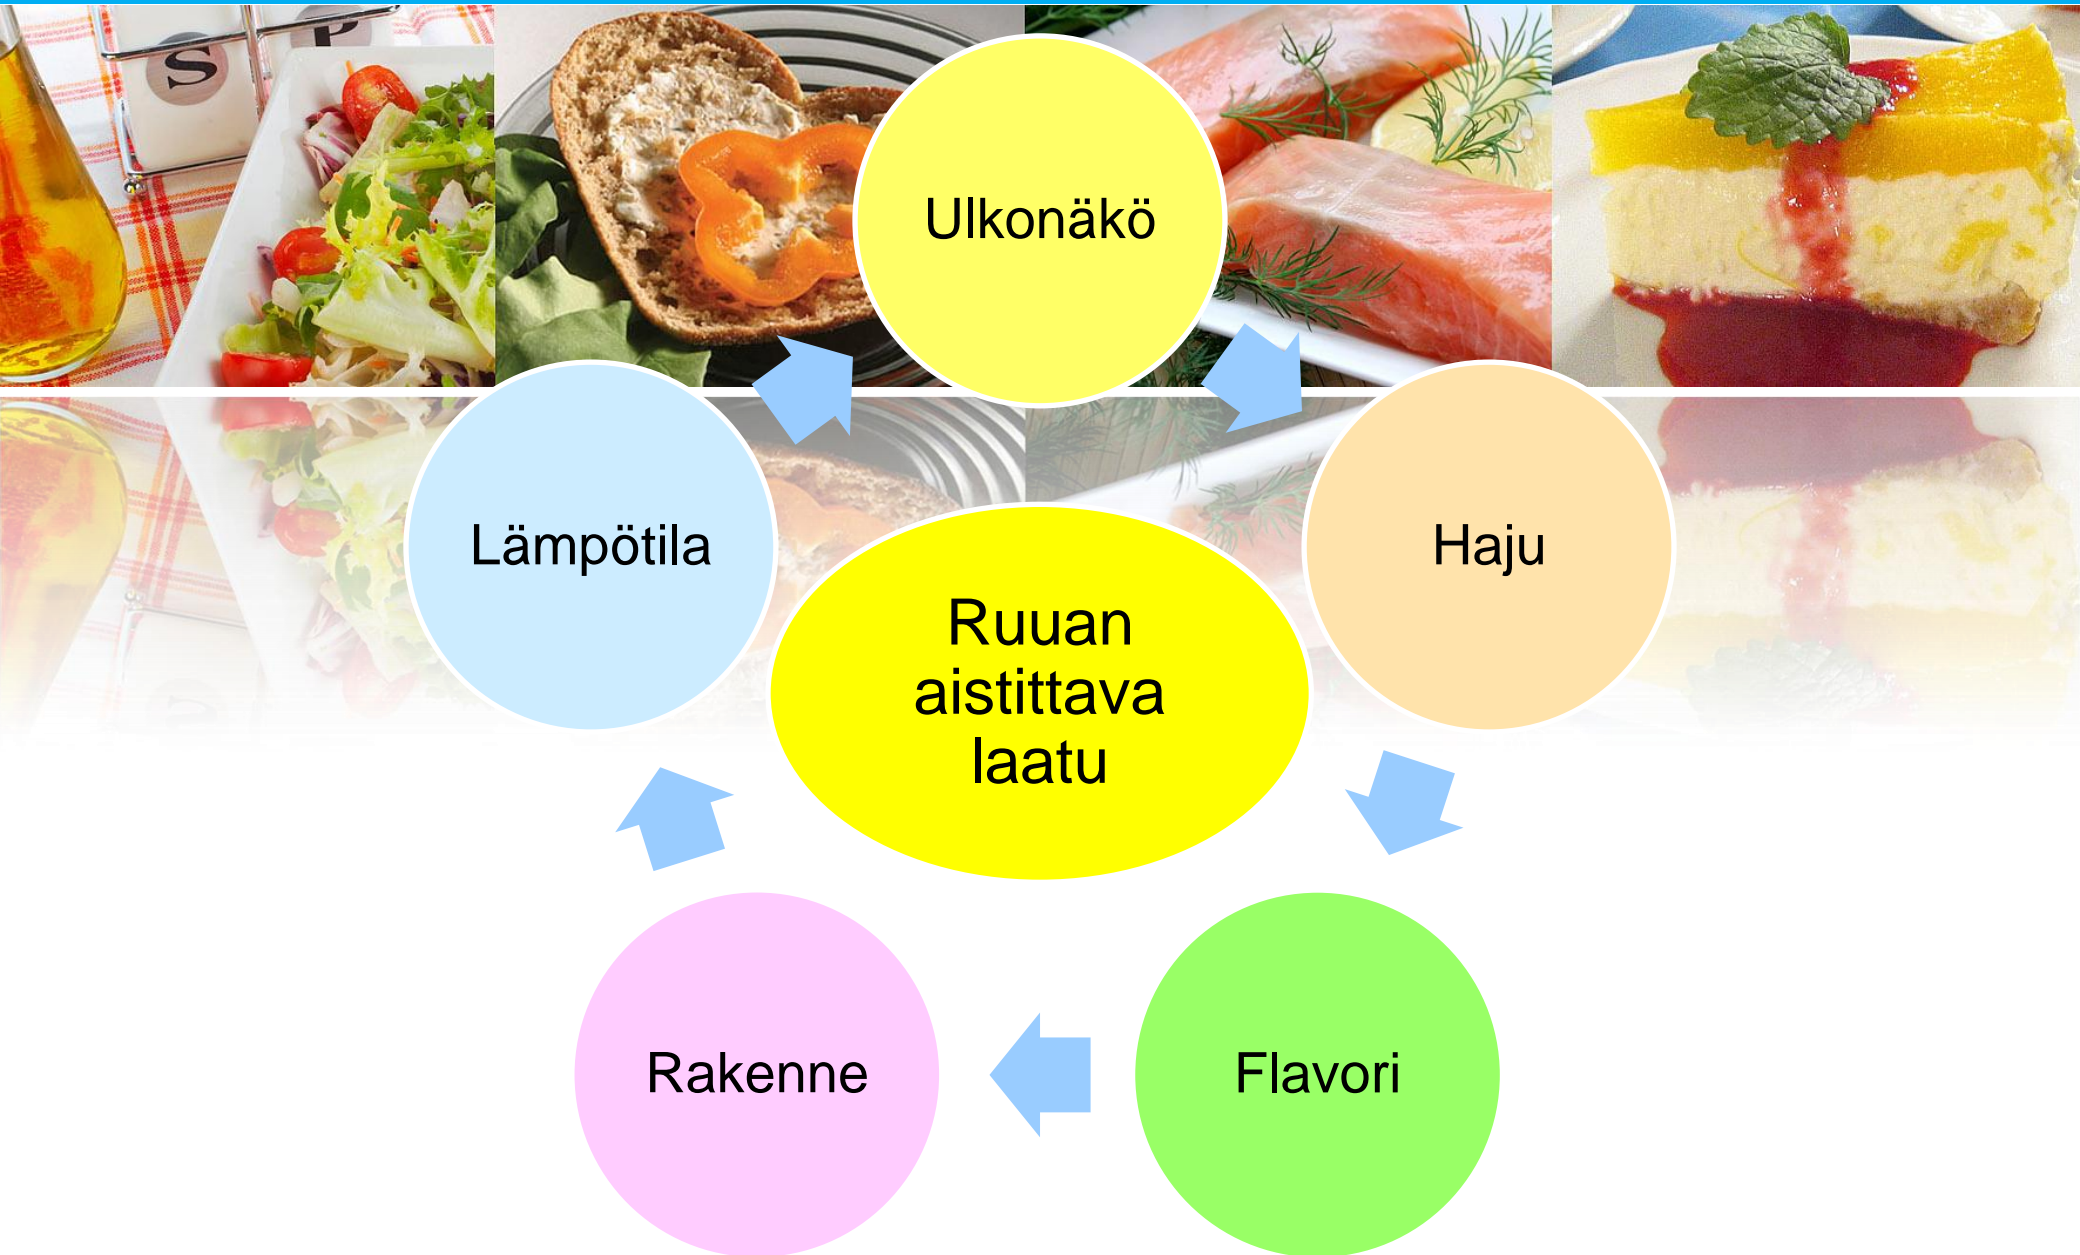 S
P
Ulkonäkö
Lämpötila
Haju
Ruuan
aistittava
laatu
Rakenne
Flavori